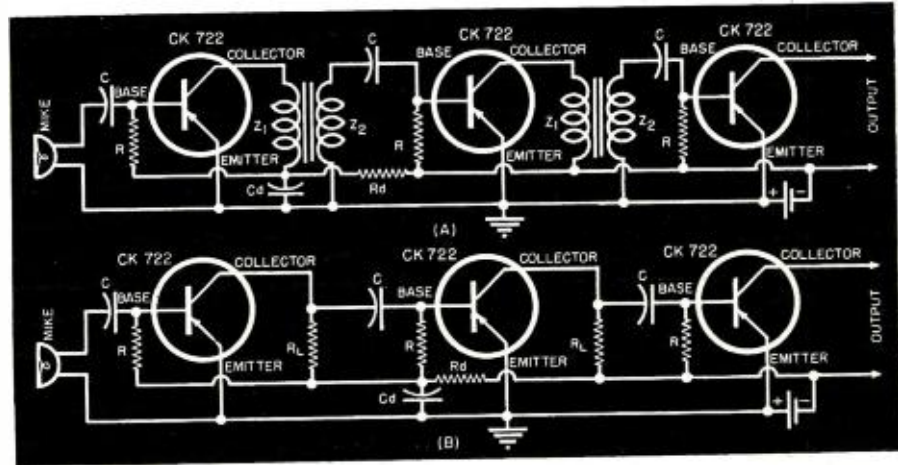 CK 722
CK 722
CK 722
COLLECTOR
C
BASE
COLLECTOR
C
BASE
COLLECTOR
C
BASE
MIKE
R
Z1
Z2
R
Z1
Z2
R
OUTPUT
EMITTER
EMITTER
EMITTER
Cd
Rd
+ -
(A)
CK 722
CK 722
CK 722
COLLECTOR
COLLECTOR
COLLECTOR
C
BASE
C
BASE
C
BASE
MIKE
R
RL
R
RL
R
OUTPUT
EMITTER
Rd
EMITTER
EMITTER
Cd
+ -
(B)